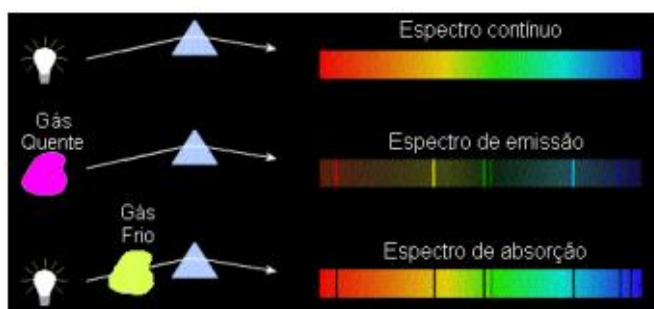 Espectro contínuo
Gás
Quente
Espectro de emissão
Gás
Frio
Espectro de absorção